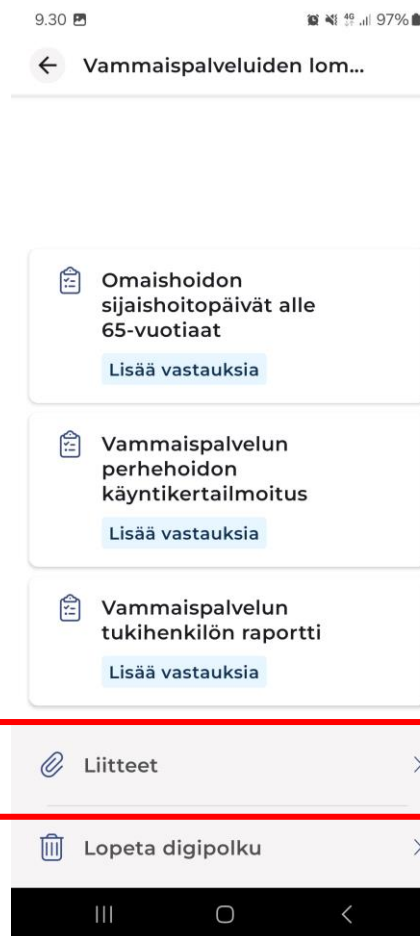 9.30 4G 97%
Vammaispalveluiden lom...
Omaishoidon
sijaishoitopäivät alle
65-vuotiaat
Lisää vastauksia
Vammaispalvelun
perhehoidon
käyntikertailmoitus
Lisää vastauksia
Vammaispalvelun
tukihenkilön raportti
Lisää vastauksia
Liitteet
Lopeta digipolku